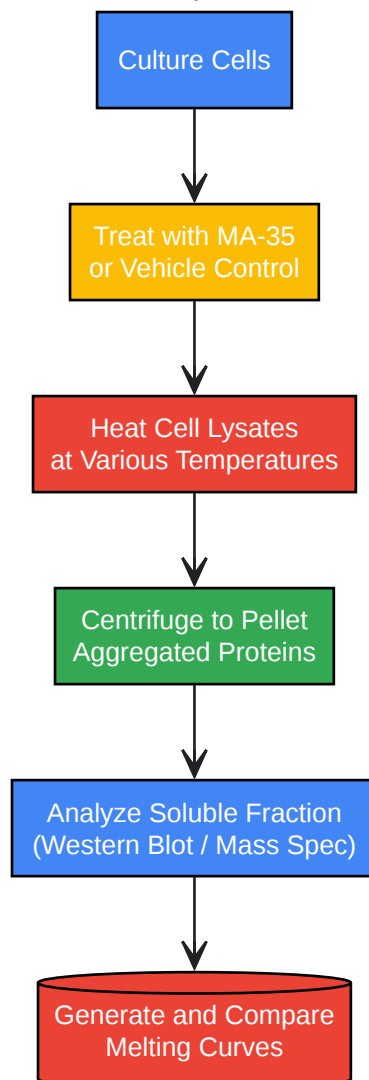 Culture Cells
Treat with MA-35
or Vehicle Control
Heat Cell Lysates
at Various Temperatures
Centrifuge to Pellet
Aggregated Proteins
Analyze Soluble Fraction
(Western Blot / Mass Spec)
Generate and Compare
Melting Curves